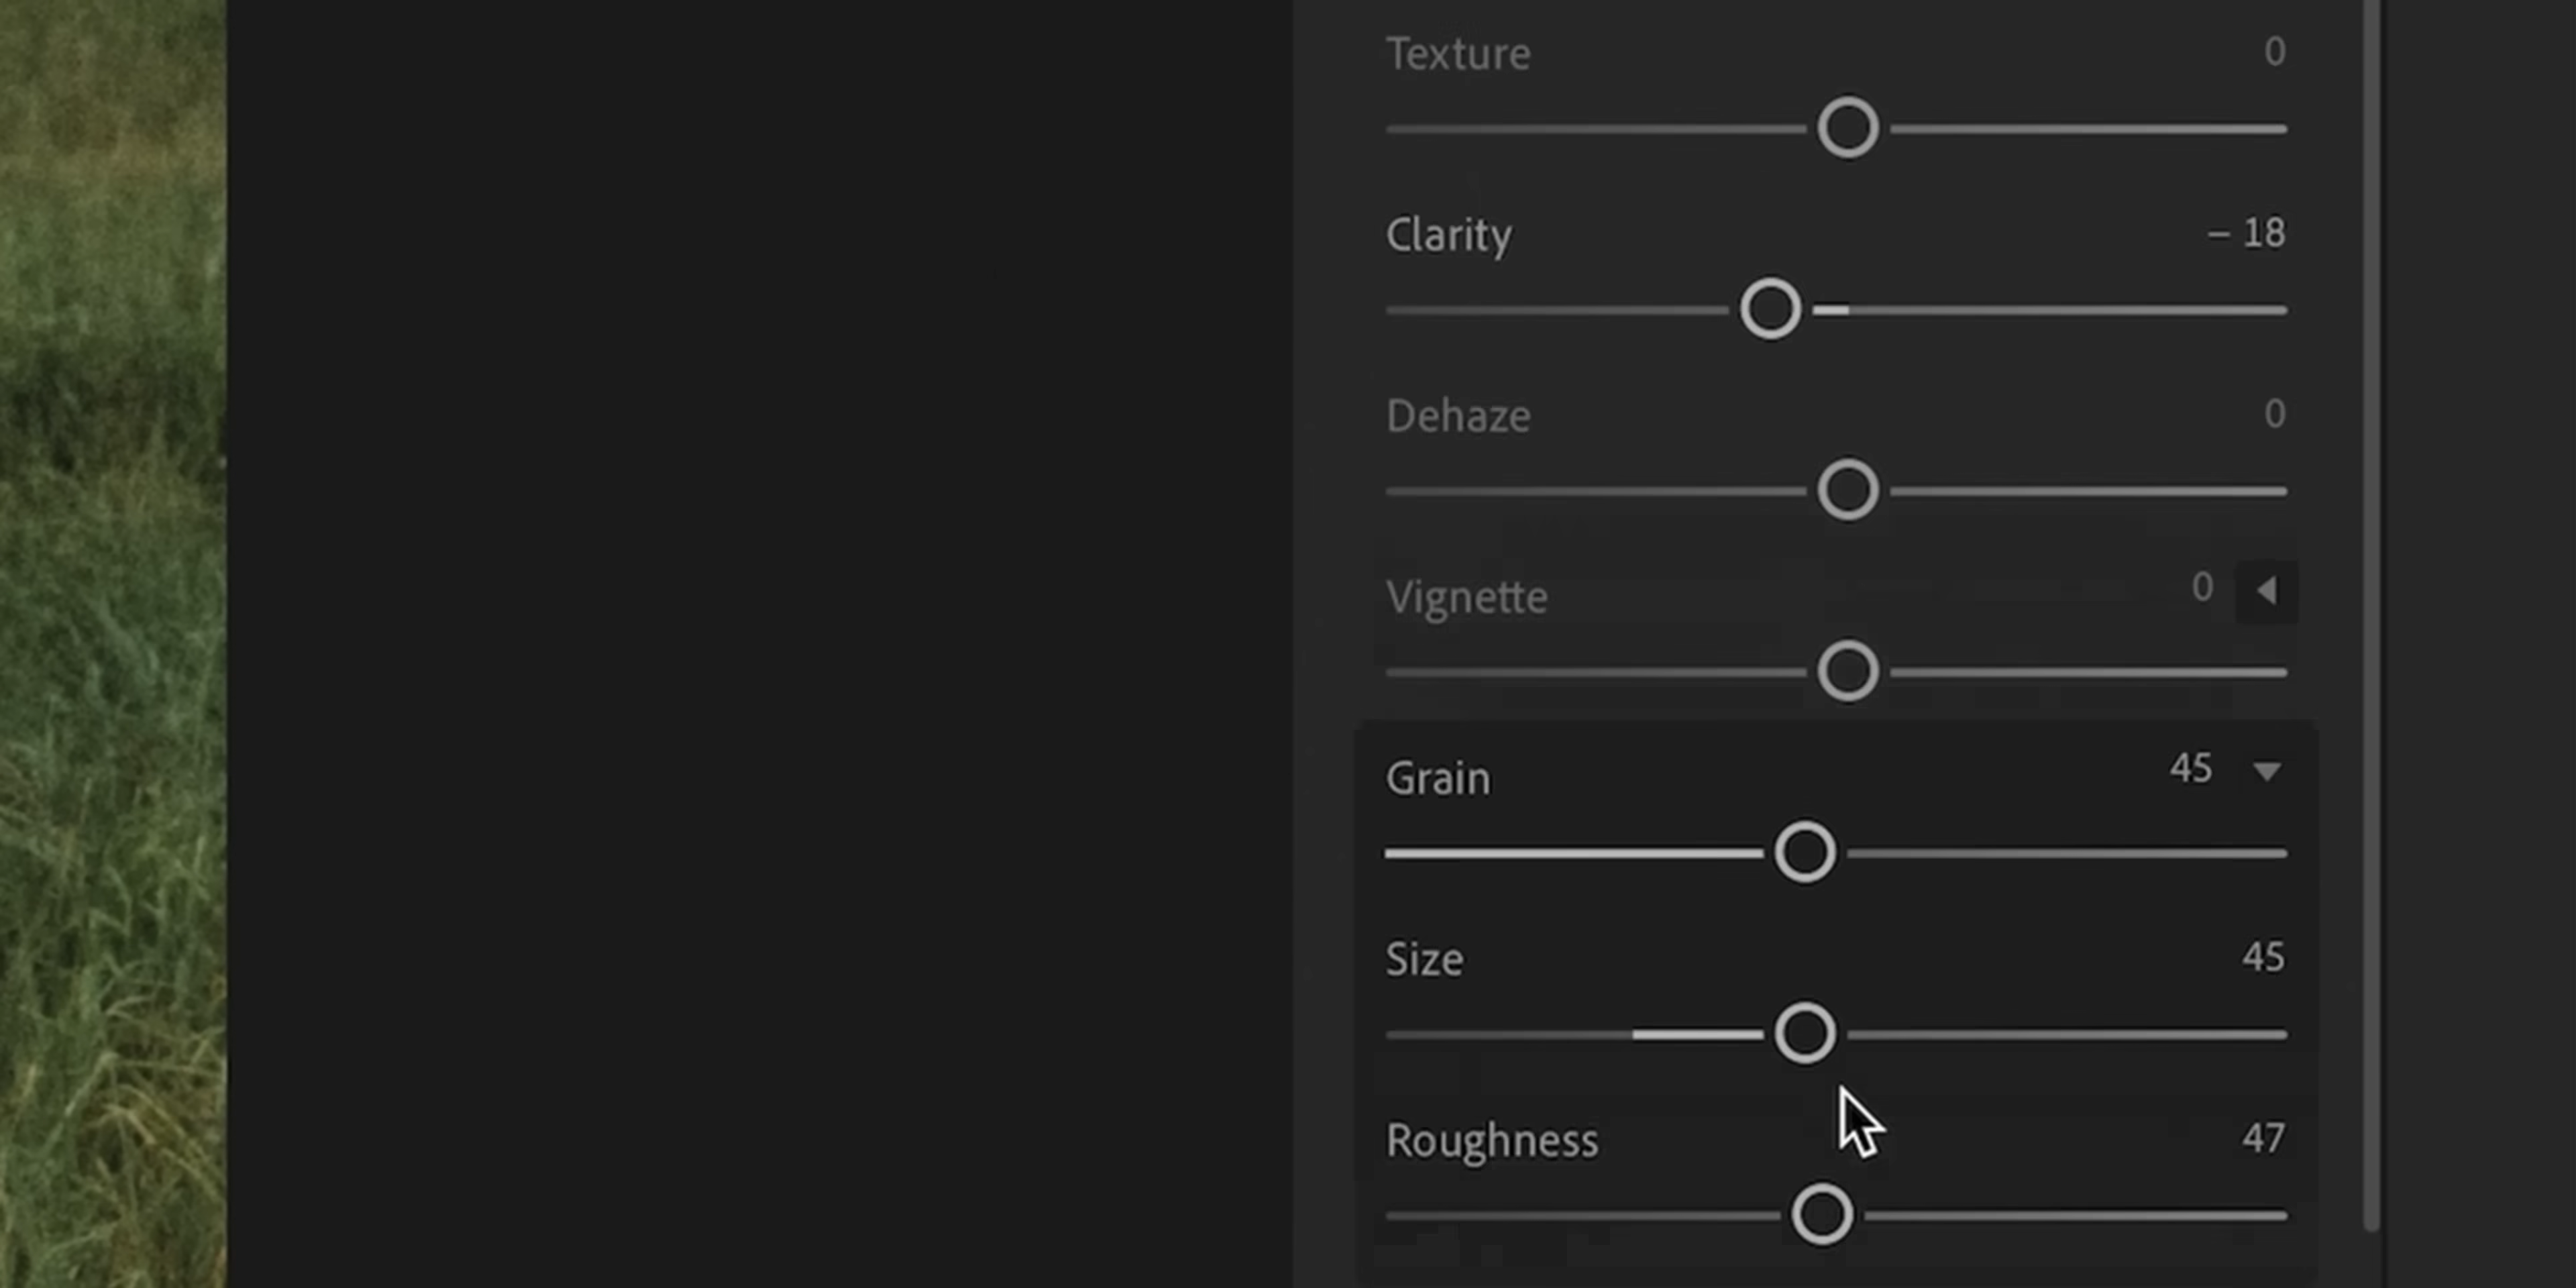 Texture 0
Clarity – 18
Dehaze 0
Vignette 0
Grain 45
Size 45
Roughness 47